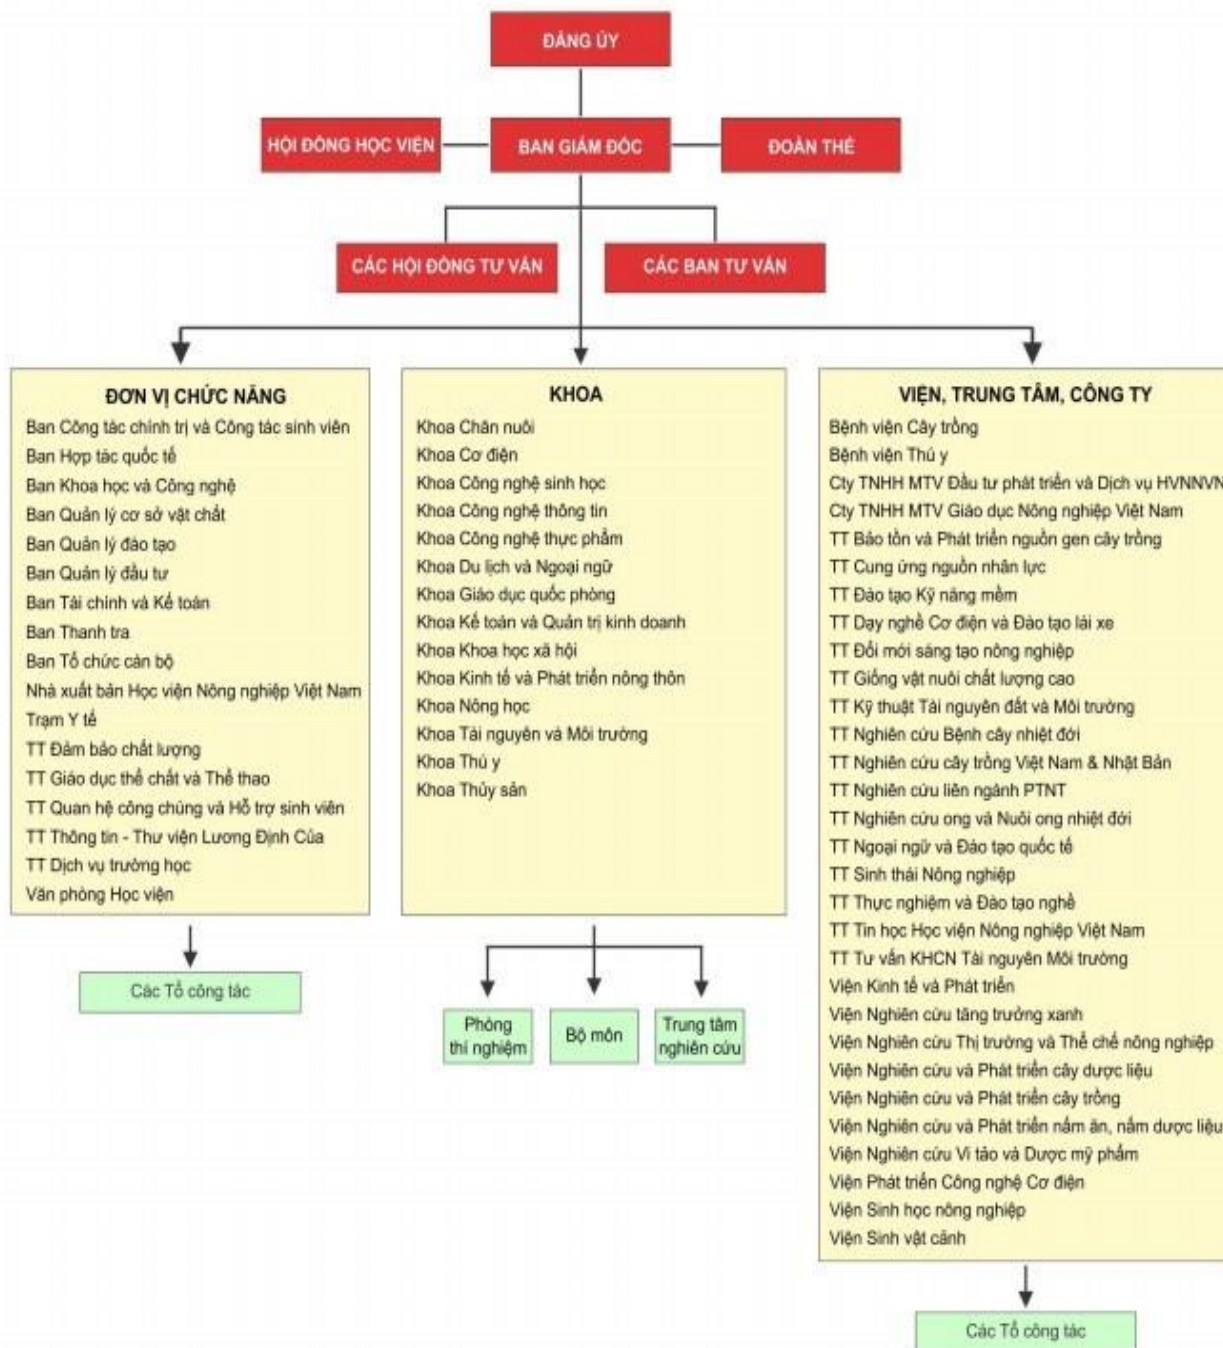 ĐẢNG ỦY
HỘI ĐỒNG HỌC VIỆN
BAN GIÁM ĐỐC
ĐOÀN THỂ
CÁC HỘI ĐỒNG TƯ VẤN
CÁC BAN TƯ VẤN
ĐƠN VỊ CHỨC NĂNG
Ban Công tác chính trị và Công tác sinh viên
Ban Hợp tác quốc tế
Ban Khoa học và Công nghệ
Ban Quản lý cơ sở vật chất
Ban Quản lý đào tạo
Ban Quản lý đầu tư
Ban Tài chính và Kế toán
Ban Thanh tra
Ban Tổ chức cán bộ
Nhà xuất bản Học viện Nông nghiệp Việt Nam
Trạm Y tế
TT Đảm bảo chất lượng
TT Giáo dục thể chất và Thể thao
TT Quan hệ công chúng và Hỗ trợ sinh viên
TT Thông tin - Thư viện Lương Định Của
TT Dịch vụ trường học
Văn phòng Học viện
Các Tổ công tác
KHOA
Khoa Chăn nuôi
Khoa Cơ điện
Khoa Công nghệ sinh học
Khoa Công nghệ thông tin
Khoa Công nghệ thực phẩm
Khoa Du lịch và Ngoại ngữ
Khoa Giáo dục quốc phòng
Khoa Kế toán và Quản trị kinh doanh
Khoa Khoa học xã hội
Khoa Kinh tế và Phát triển nông thôn
Khoa Nông học
Khoa Tài nguyên và Môi trường
Khoa Thú y
Khoa Thủy sản
Phòng
thí nghiệm
Bộ môn
Trung tâm
nghiên cứu
VIỆN, TRUNG TÂM, CÔNG TY
Bệnh viện Cây trồng
Bệnh viện Thú y
Cty TNHH MTV Đầu tư phát triển và Dịch vụ HVNNVN
Cty TNHH MTV Giáo dục Nông nghiệp Việt Nam
TT Bảo tồn và Phát triển nguồn gen cây trồng
TT Cung ứng nguồn nhân lực
TT Đào tạo Kỹ năng mềm
TT Dạy nghề Cơ điện và Đào tạo lái xe
TT Đổi mới sáng tạo nông nghiệp
TT Giống vật nuôi chất lượng cao
TT Kỹ thuật Tài nguyên đất và Môi trường
TT Nghiên cứu Bệnh cây nhiệt đới
TT Nghiên cứu cây trồng Việt Nam & Nhật Bản
TT Nghiên cứu liên ngành PTNT
TT Nghiên cứu ong và Nuôi ong nhiệt đới
TT Ngoại ngữ và Đào tạo quốc tế
TT Sinh thái Nông nghiệp
TT Thực nghiệm và Đào tạo nghề
TT Tin học Học viện Nông nghiệp Việt Nam
TT Tư vấn KHCN Tài nguyên Môi trường
Viện Kinh tế và Phát triển
Viện Nghiên cứu tăng trưởng xanh
Viện Nghiên cứu Thị trường và Thể chế nông nghiệp
Viện Nghiên cứu và Phát triển cây dược liệu
Viện Nghiên cứu và Phát triển cây trồng
Viện Nghiên cứu và Phát triển nấm ăn, nấm dược liệu
Viện Nghiên cứu Vi tảo và Dược mỹ phẩm
Viện Phát triển Công nghệ Cơ điện
Viện Sinh học nông nghiệp
Viện Sinh vật cảnh
Các Tổ công tác